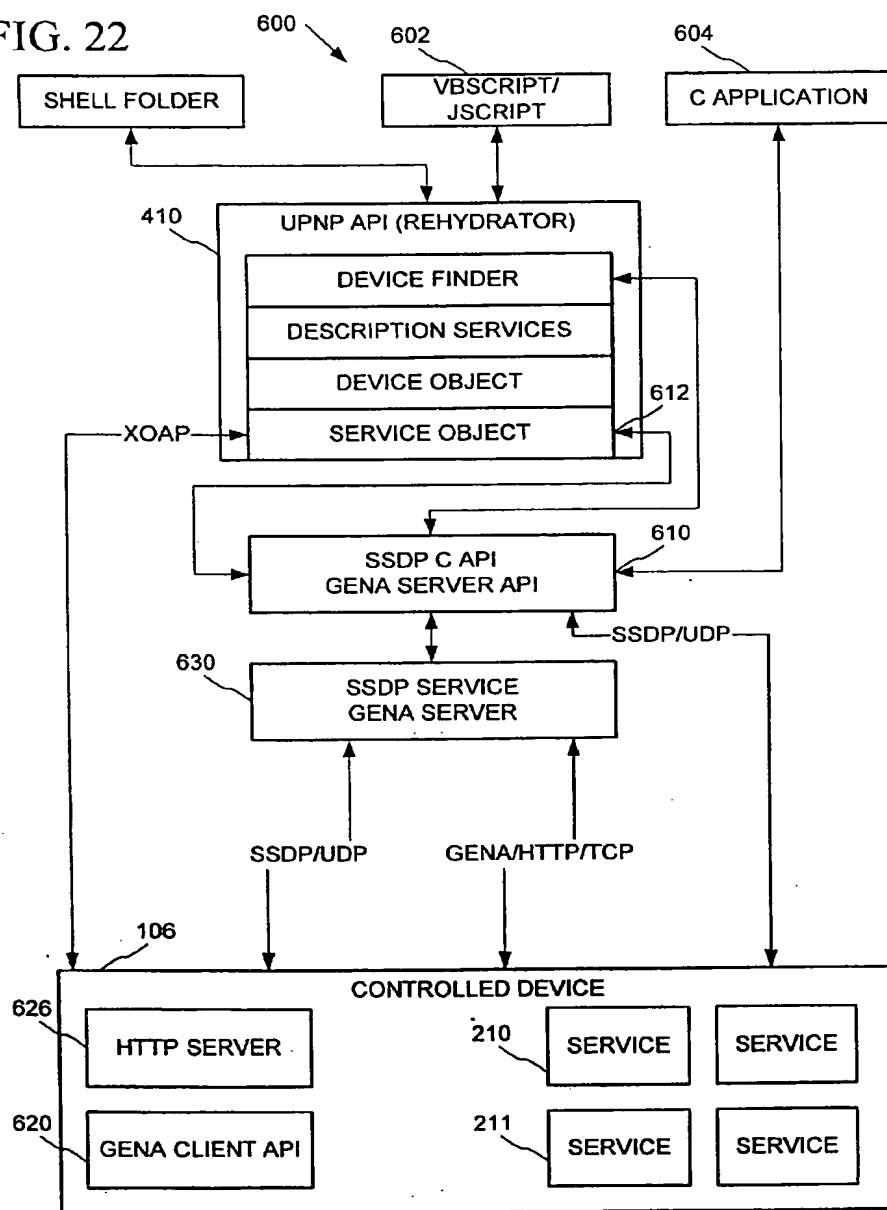 FIG. 22
600
602
604
SHELL FOLDER
VBSCRIPT/
JSCRIPT
C APPLICATION
410
UPNP API (REHYDRATOR)
DEVICE FINDER
DESCRIPTION SERVICES
DEVICE OBJECT
612
XOAP
SERVICE OBJECT
610
SSDP C API
GENA SERVER API
SSDP/UDP
630
SSDP SERVICE
GENA SERVER
SSDP/UDP
GENA/HTTP/TCP
106
CONTROLLED DEVICE
626
HTTP SERVER
210
SERVICE
SERVICE
620
GENA CLIENT API
211
SERVICE
SERVICE